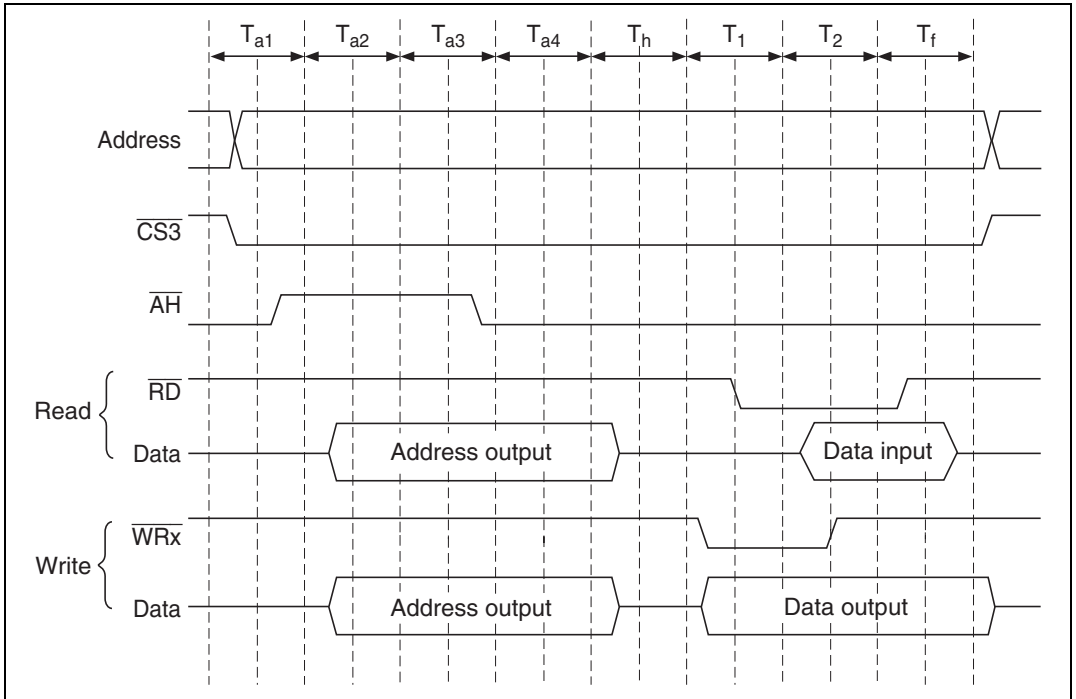 Ta1 Ta2 Ta3 Ta4 Th T1 T2 Tf
Address
CS3
AH
RD
Read
Data Address output Data input
WRx
Write
Data Address output Data output